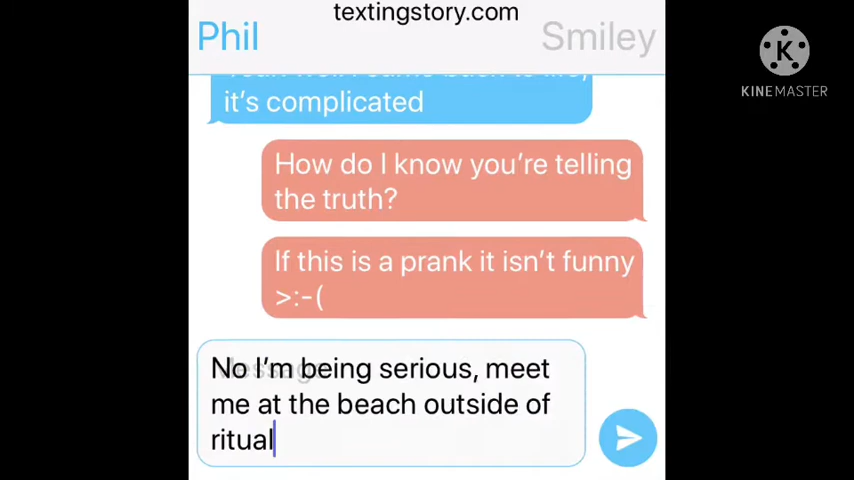 textingstory.com
Phil
Smiley
KINEMASTER
it's complicated
How do I know you're telling
the truth?
If this is a prank it isn't funny
>:-(
No I'm being serious, meet
me at the beach outside of
ritual